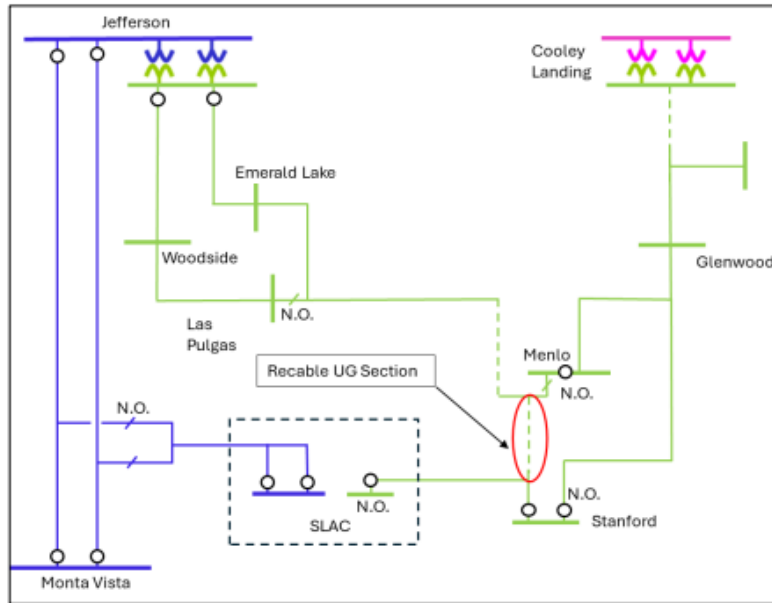 Jefferson
Cooley
Landing
Emerald Lake
Woodside
Glenwood
N.O.
Las
Pulgas
Menlo
Recable UG Section
N.O.
N.O.
N.O.
N.O.
SLAC
Stanford
Monta Vista